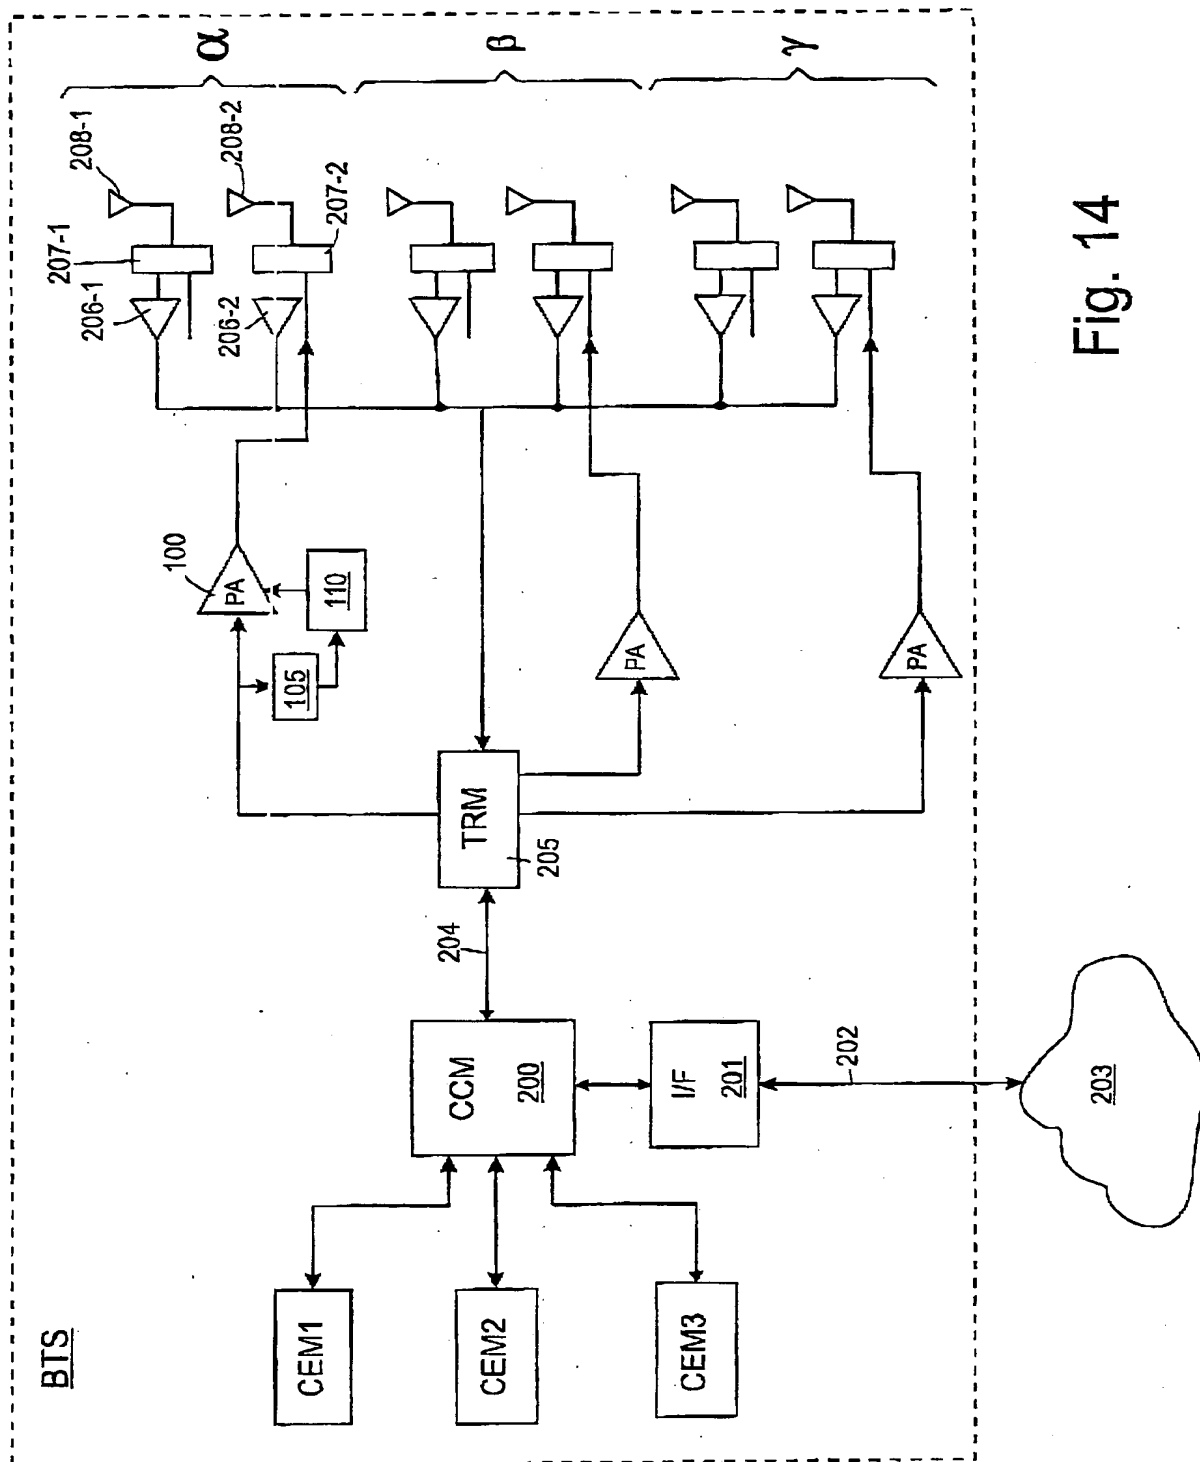 BTS
CEM1
CEM2
CEM3
CCM
200
I/F
201
202
203
204
TRM
205
105
110
PA
100
PA
PA
206-1
207-1
208-1
206-2
207-2
208-2
α
β
γ
Fig. 14